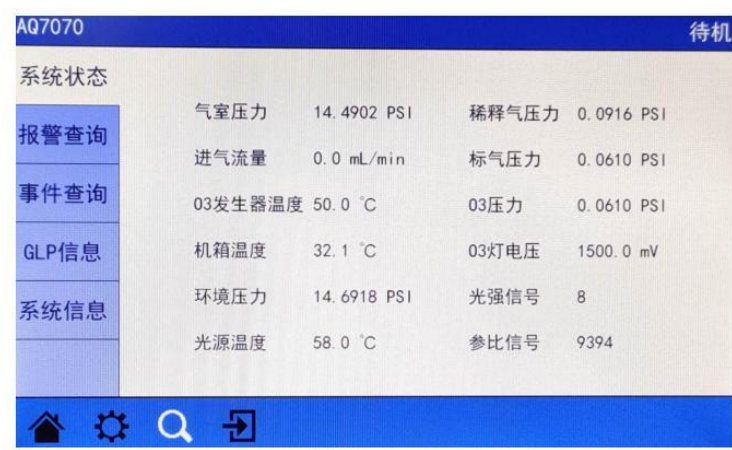 AQ7070 待机
系统状态
报警查询
事件查询
GLP信息
系统信息
气室压力 14.4902 PSI 稀释气压力 0.0916 PSI
进气流量 0.0 mL/min 标气压力 0.0610 PSI
O3发生器温度 50.0 ℃ O3压力 0.0610 PSI
机箱温度 32.1 ℃ O3灯电压 1500.0 mV
环境压力 14.6918 PSI 光强信号 8
光源温度 58.0 ℃ 参比信号 9394